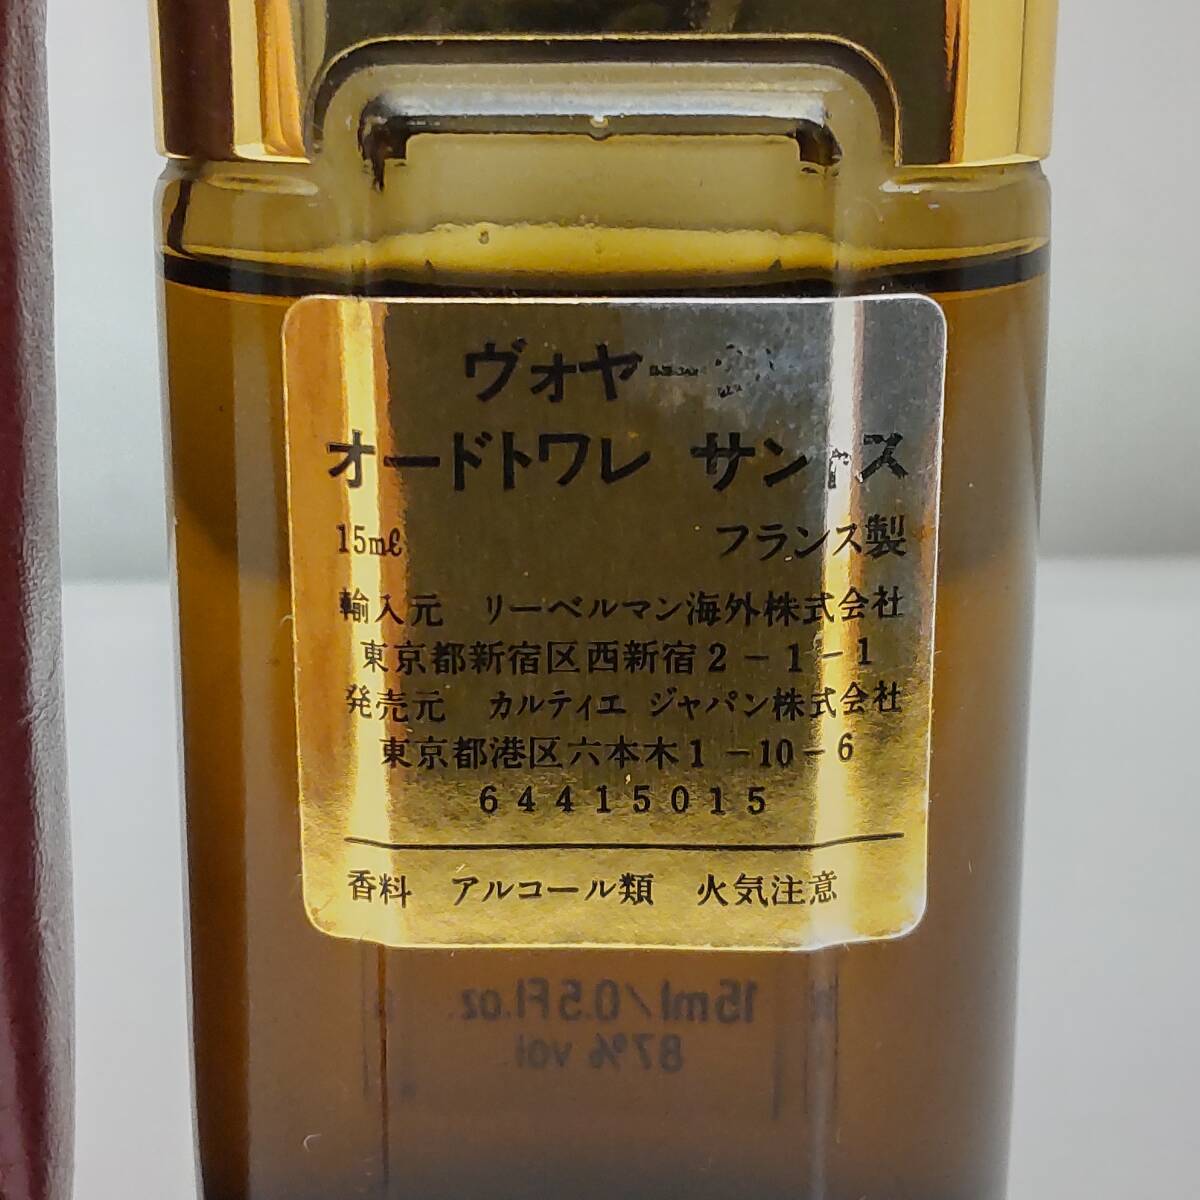 ヴォヤー
オードトワレ サントス
15mℓ フランス製
輸入元 リーベルマン海外株式会社
東京都新宿区西新宿2-1-1
発売元 カルティエ ジャパン株式会社
東京都港区六本木1-10-6
64415015
香料 アルコール類 火気注意
15ml/0.5Fl.oz.
87% vol